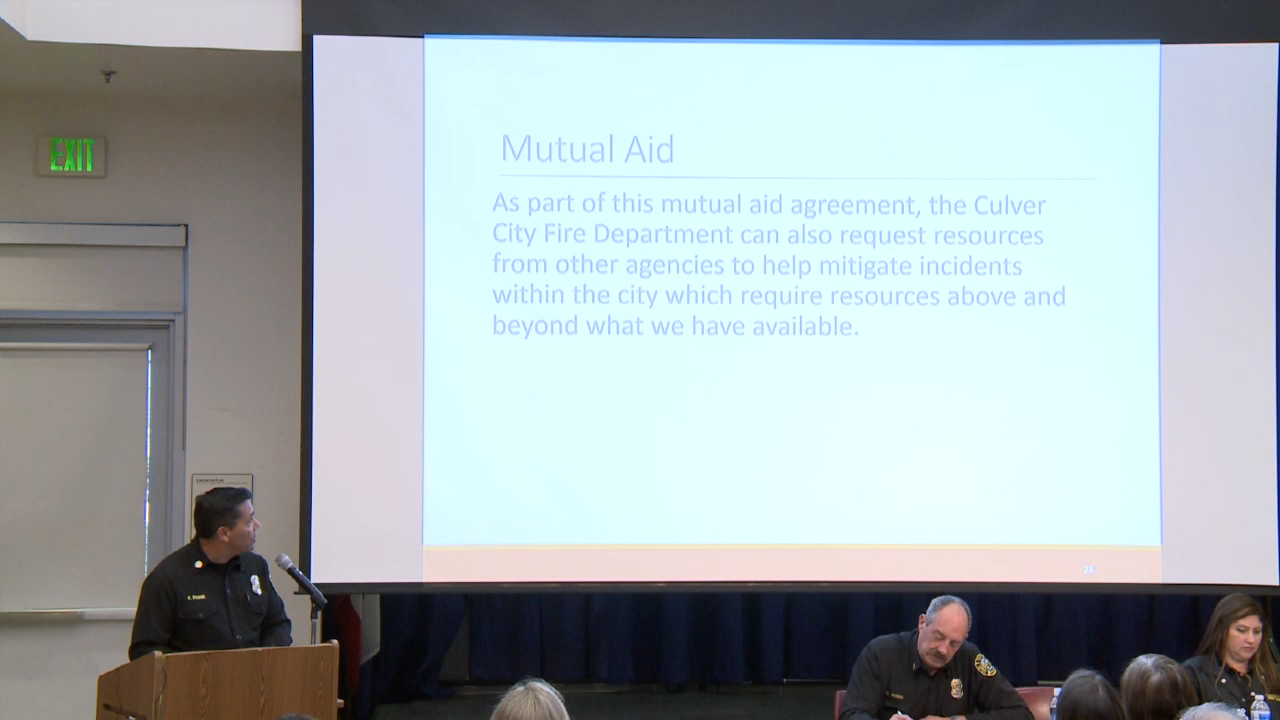 EXIT
Mutual Aid
As part of this mutual aid agreement, the Culver
City Fire Department can also request resources
from other agencies to help mitigate incidents
within the city which require resources above and
beyond what we have available.
26